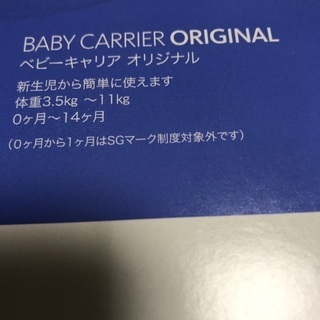 BABY CARRIER ORIGINAL
ベビーキャリア オリジナル
新生児から簡単に使えます
体重3.5kg ～11kg
0ヶ月～14ヶ月
(0ヶ月から1ヶ月はSGマーク制度対象外です)